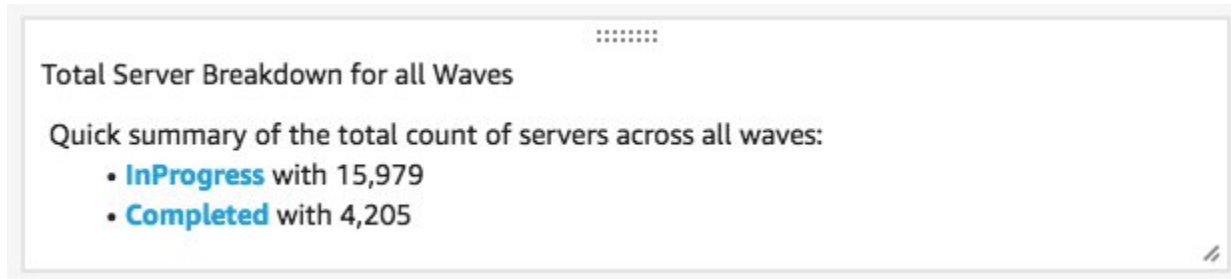 Total Server Breakdown for all Waves
Quick summary of the total count of servers across all waves:
• InProgress with 15,979
• Completed with 4,205